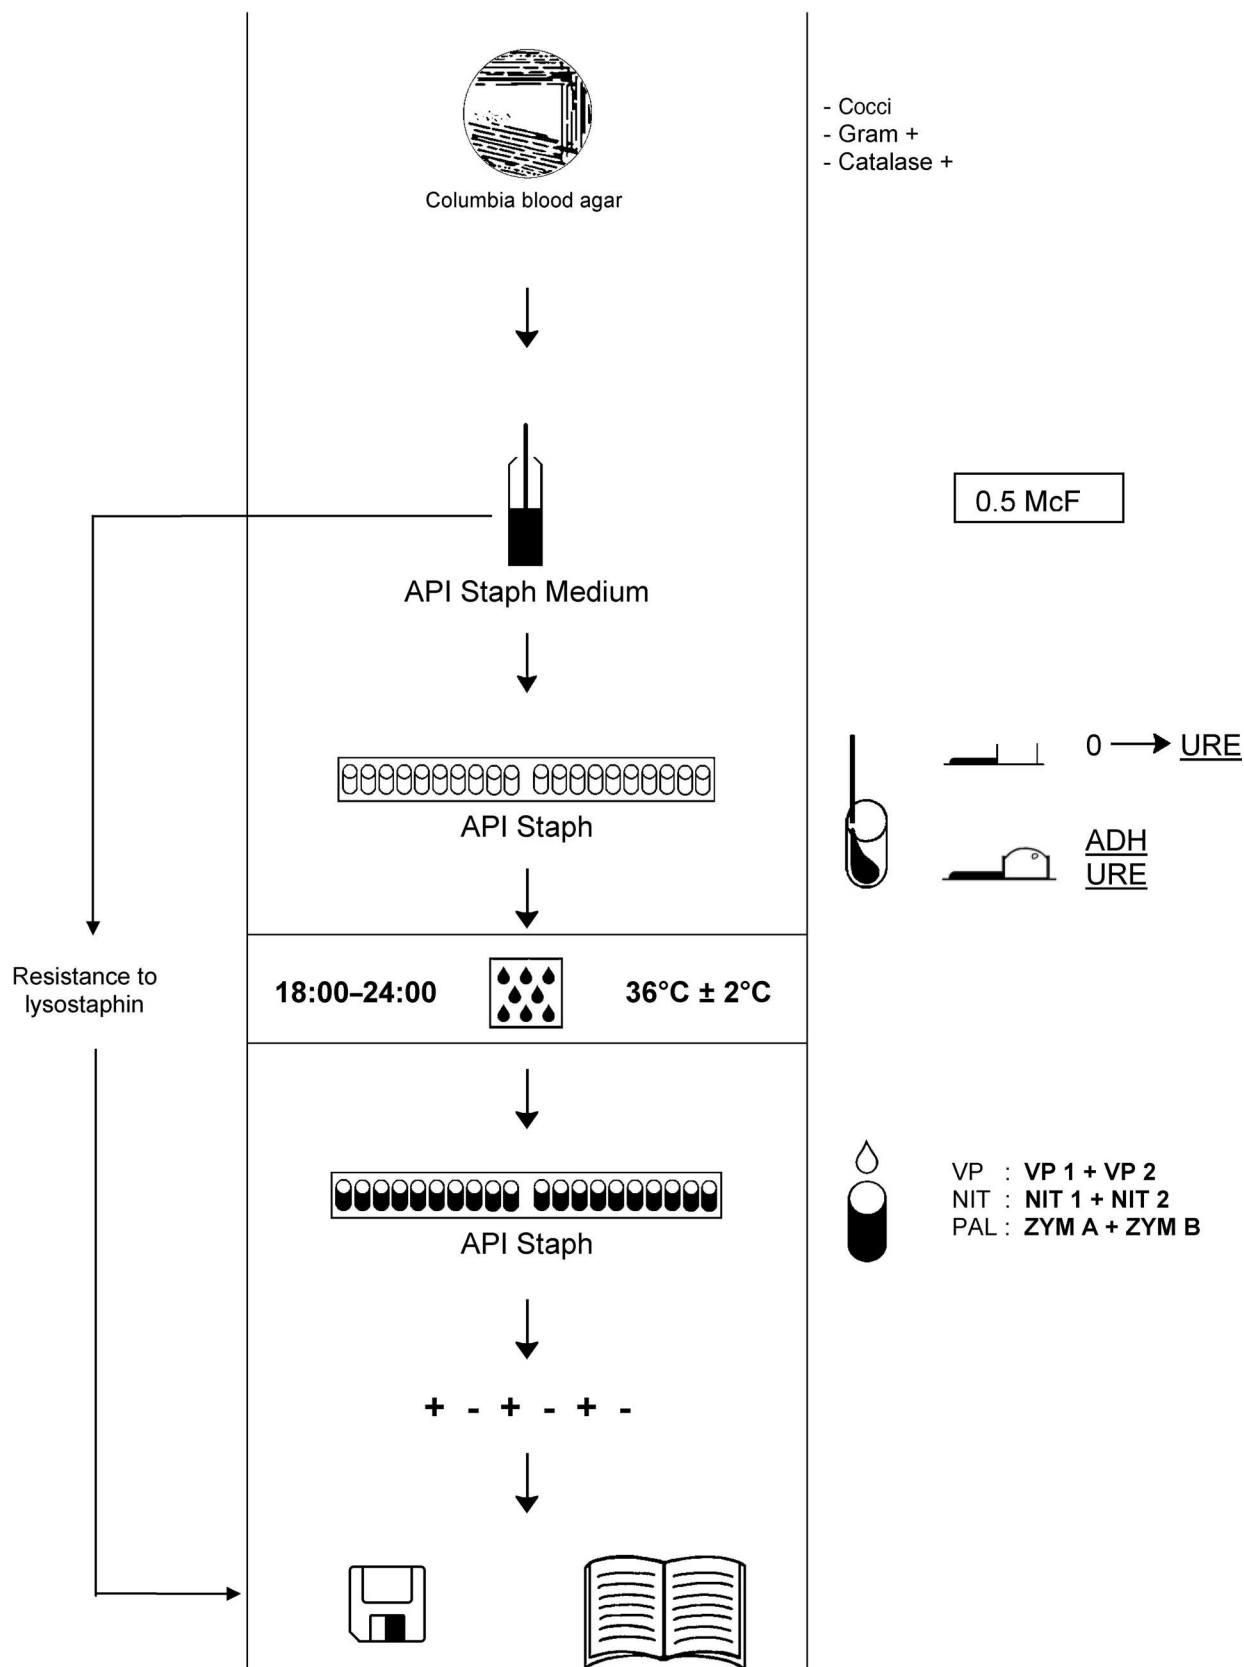 - Cocci
- Gram +
- Catalase +
Columbia blood agar
0.5 McF
API Staph Medium
0 → URE
API Staph
ADH
URE
Resistance to
lysostaphin
18:00–24:00
36°C ± 2°C
VP : VP 1 + VP 2
NIT : NIT 1 + NIT 2
PAL : ZYM A + ZYM B
API Staph
+ - + - + -